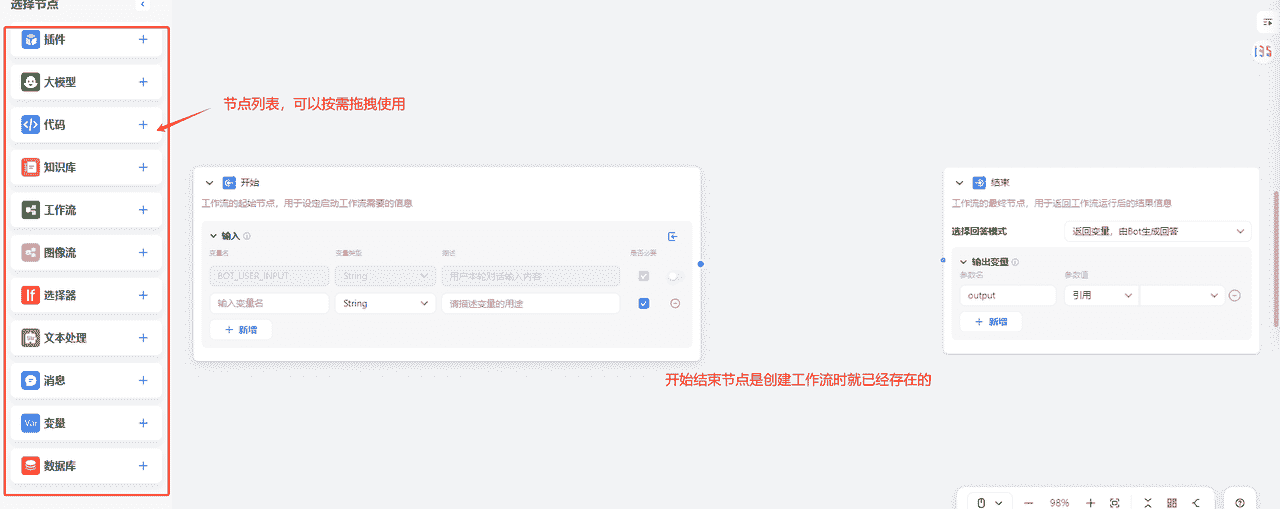 选择节点
插件
大模型
代码
知识库
工作流
图像流
选择器
文本处理
消息
变量
数据库
节点列表，可以按需拖拽使用
开始
工作流的起始节点，用于设定启动工作流需要的信息
输入
变量名 变量类型 描述 是否必要
BOT_USER_INPUT String 用户本轮对话输入内容
输入变量名 String 请描述变量的用途
新增
结束
工作流的最终节点，用于返回工作流运行后的结果信息
选择回答模式 返回变量，由Bot生成回答
输出变量
参数名 参数值
output 引用
新增
开始结束节点是创建工作流时就已经存在的
98%